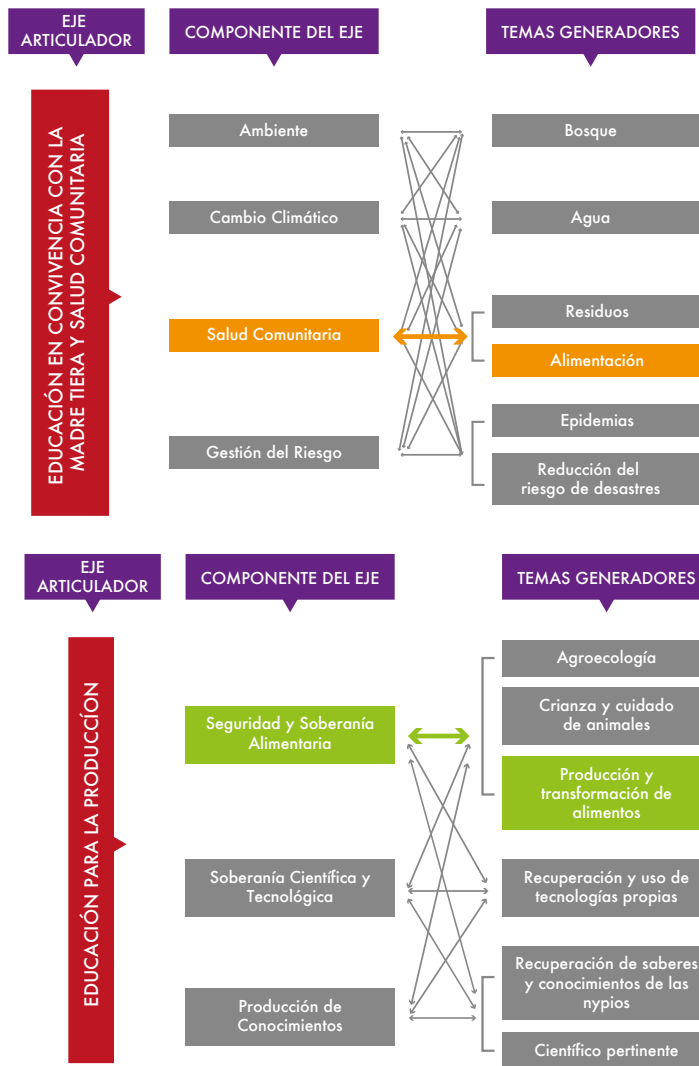 EJE
ARTICULADOR
COMPONENTE DEL EJE
TEMAS GENERADORES
EDUCACIÓN EN CONVIVENCIA CON LA
MADRE TIERA Y SALUD COMUNITARIA
Ambiente
Bosque
Cambio Climático
Agua
Salud Comunitaria
Residuos
Alimentación
Gestión del Riesgo
Epidemias
Reducción del
riesgo de desastres
EJE
ARTICULADOR
COMPONENTE DEL EJE
TEMAS GENERADORES
EDUCACIÓN PARA LA PRODUCCÍON
Seguridad y Soberanía
Alimentaria
Agroecología
Crianza y cuidado
de animales
Producción y
transformación de
alimentos
Soberanía Científica y
Tecnológica
Recuperación y uso de
tecnologías propias
Producción de
Conocimientos
Recuperación de saberes
y conocimientos de las
nypios
Científico pertinente